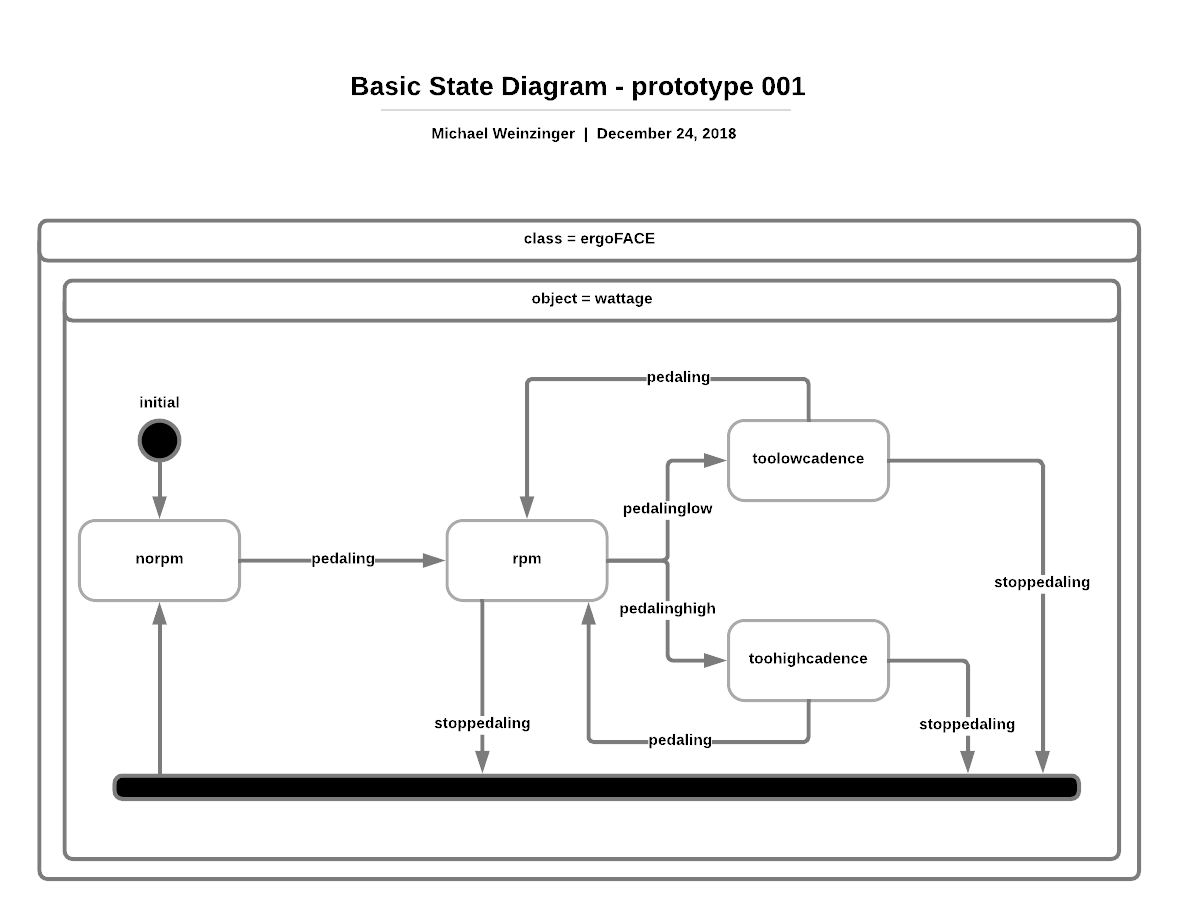 Basic State Diagram - prototype 001
Michael Weinzinger | December 24, 2018
class = ergoFACE
object = wattage
pedaling
initial
toolowcadence
pedalinglow
norpm
pedaling
rpm
stoppedaling
pedalinghigh
toohighcadence
stoppedaling
stoppedaling
pedaling